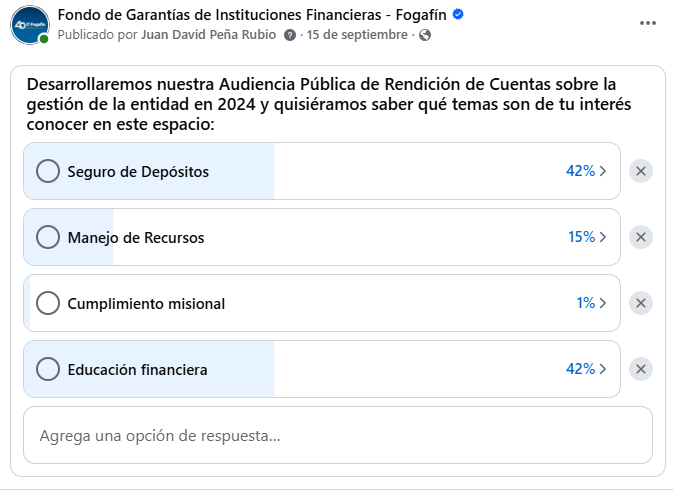 Fondo de Garantías de Instituciones Financieras - Fogafín
Publicado por Juan David Peña Rubio · 15 de septiembre ·
Desarrollaremos nuestra Audiencia Pública de Rendición de Cuentas sobre la
gestión de la entidad en 2024 y quisiéramos saber qué temas son de tu interés
conocer en este espacio:
Seguro de Depósitos 42%
Manejo de Recursos 15%
Cumplimiento misional 1%
Educación financiera 42%
Agrega una opción de respuesta...